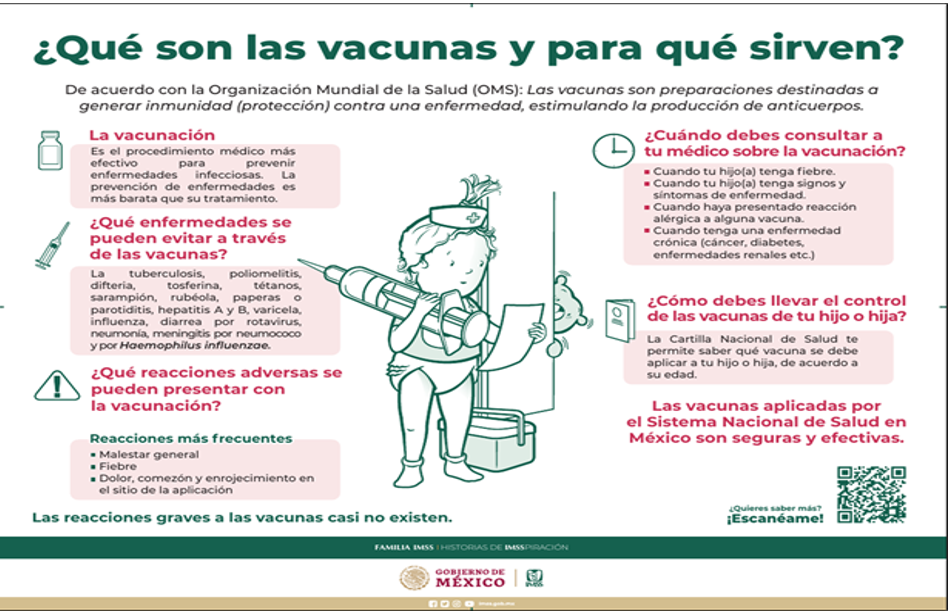 ¿Qué son las vacunas y para qué sirven?
De acuerdo con la Organización Mundial de la Salud (OMS): Las vacunas son preparaciones destinadas a
generar inmunidad (protección) contra una enfermedad, estimulando la producción de anticuerpos.
La vacunación
Es el procedimiento médico más
efectivo para prevenir
enfermedades infecciosas. La
prevención de enfermedades es
más barata que su tratamiento.
¿Qué enfermedades se
pueden evitar a través
de las vacunas?
La tuberculosis, poliomelitis,
difteria, tosferina, tétanos,
sarampión, rubéola, paperas o
parotiditis, hepatitis A y B, varicela,
influenza, diarrea por rotavirus,
neumonía, meningitis por neumococo
y por Haemophilus influenzae.
¿Qué reacciones adversas se
pueden presentar con
la vacunación?
Reacciones más frecuentes
Malestar general
Fiebre
Dolor, comezón y enrojecimiento en
el sitio de la aplicación
Las reacciones graves a las vacunas casi no existen.
¿Cuándo debes consultar a
tu médico sobre la vacunación?
Cuando tu hijo(a) tenga fiebre.
Cuando tu hijo(a) tenga signos y
síntomas de enfermedad.
Cuando haya presentado reacción
alérgica a alguna vacuna.
Cuando tenga una enfermedad
crónica (cáncer, diabetes,
enfermedades renales etc.)
¿Cómo debes llevar el control
de las vacunas de tu hijo o hija?
La Cartilla Nacional de Salud te
permite saber qué vacuna se debe
aplicar a tu hijo o hija, de acuerdo a
su edad.
Las vacunas aplicadas por
el Sistema Nacional de Salud en
México son seguras y efectivas.
¿Quieres saber más?
¡Escanéame!
FAMILIA IMSS | HISTORIAS DE IMSSPIRACIÓN
GOBIERNO DE
MÉXICO
IMSS
imss.gob.mx